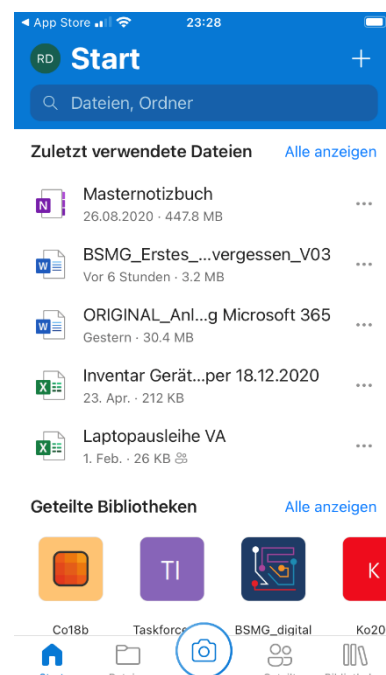 App Store
23:28
RD
Start
Dateien, Ordner
Zuletzt verwendete Dateien
Alle anzeigen
Masternotizbuch
26.08.2020 · 447.8 MB
BSMG_Erstes_...vergessen_V03
Vor 6 Stunden · 3.2 MB
ORIGINAL_Anl...g Microsoft 365
Gestern · 30.4 MB
Inventar Gerät...per 18.12.2020
23. Apr. · 212 KB
Laptopausleihe VA
1. Feb. · 26 KB
Geteilte Bibliotheken
Alle anzeigen
TI
K
Co18b
Taskforce
BSMG_digital
Ko20